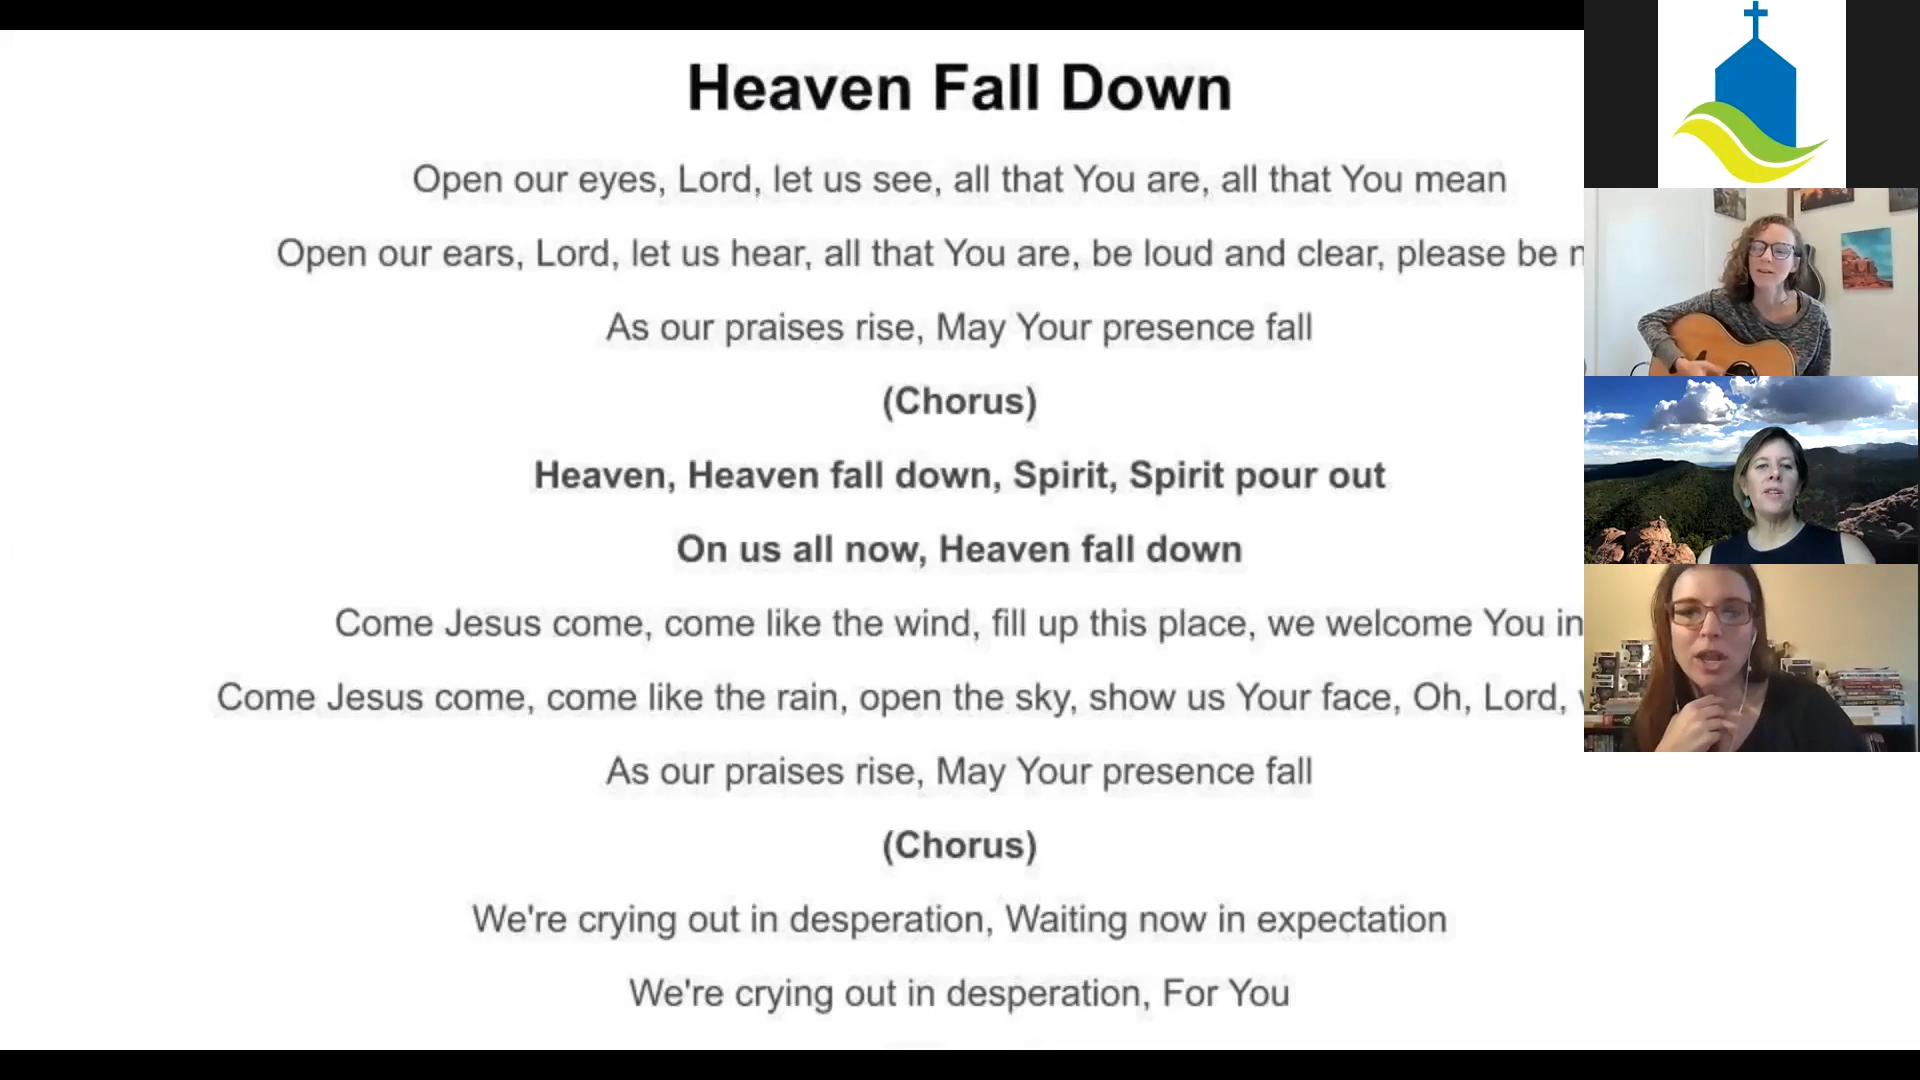 Heaven Fall Down
Open our eyes, Lord, let us see, all that You are, all that You mean
Open our ears, Lord, let us hear, all that You are, be loud and clear, please be
As our praises rise, May Your presence fall
(Chorus)
Heaven, Heaven fall down, Spirit, Spirit pour out
On us all now, Heaven fall down
Come Jesus come, come like the wind, fill up this place, we welcome You in
Come Jesus come, come like the rain, open the sky, show us Your face, Oh, Lord,
As our praises rise, May Your presence fall
(Chorus)
We're crying out in desperation, Waiting now in expectation
We're crying out in desperation, For You